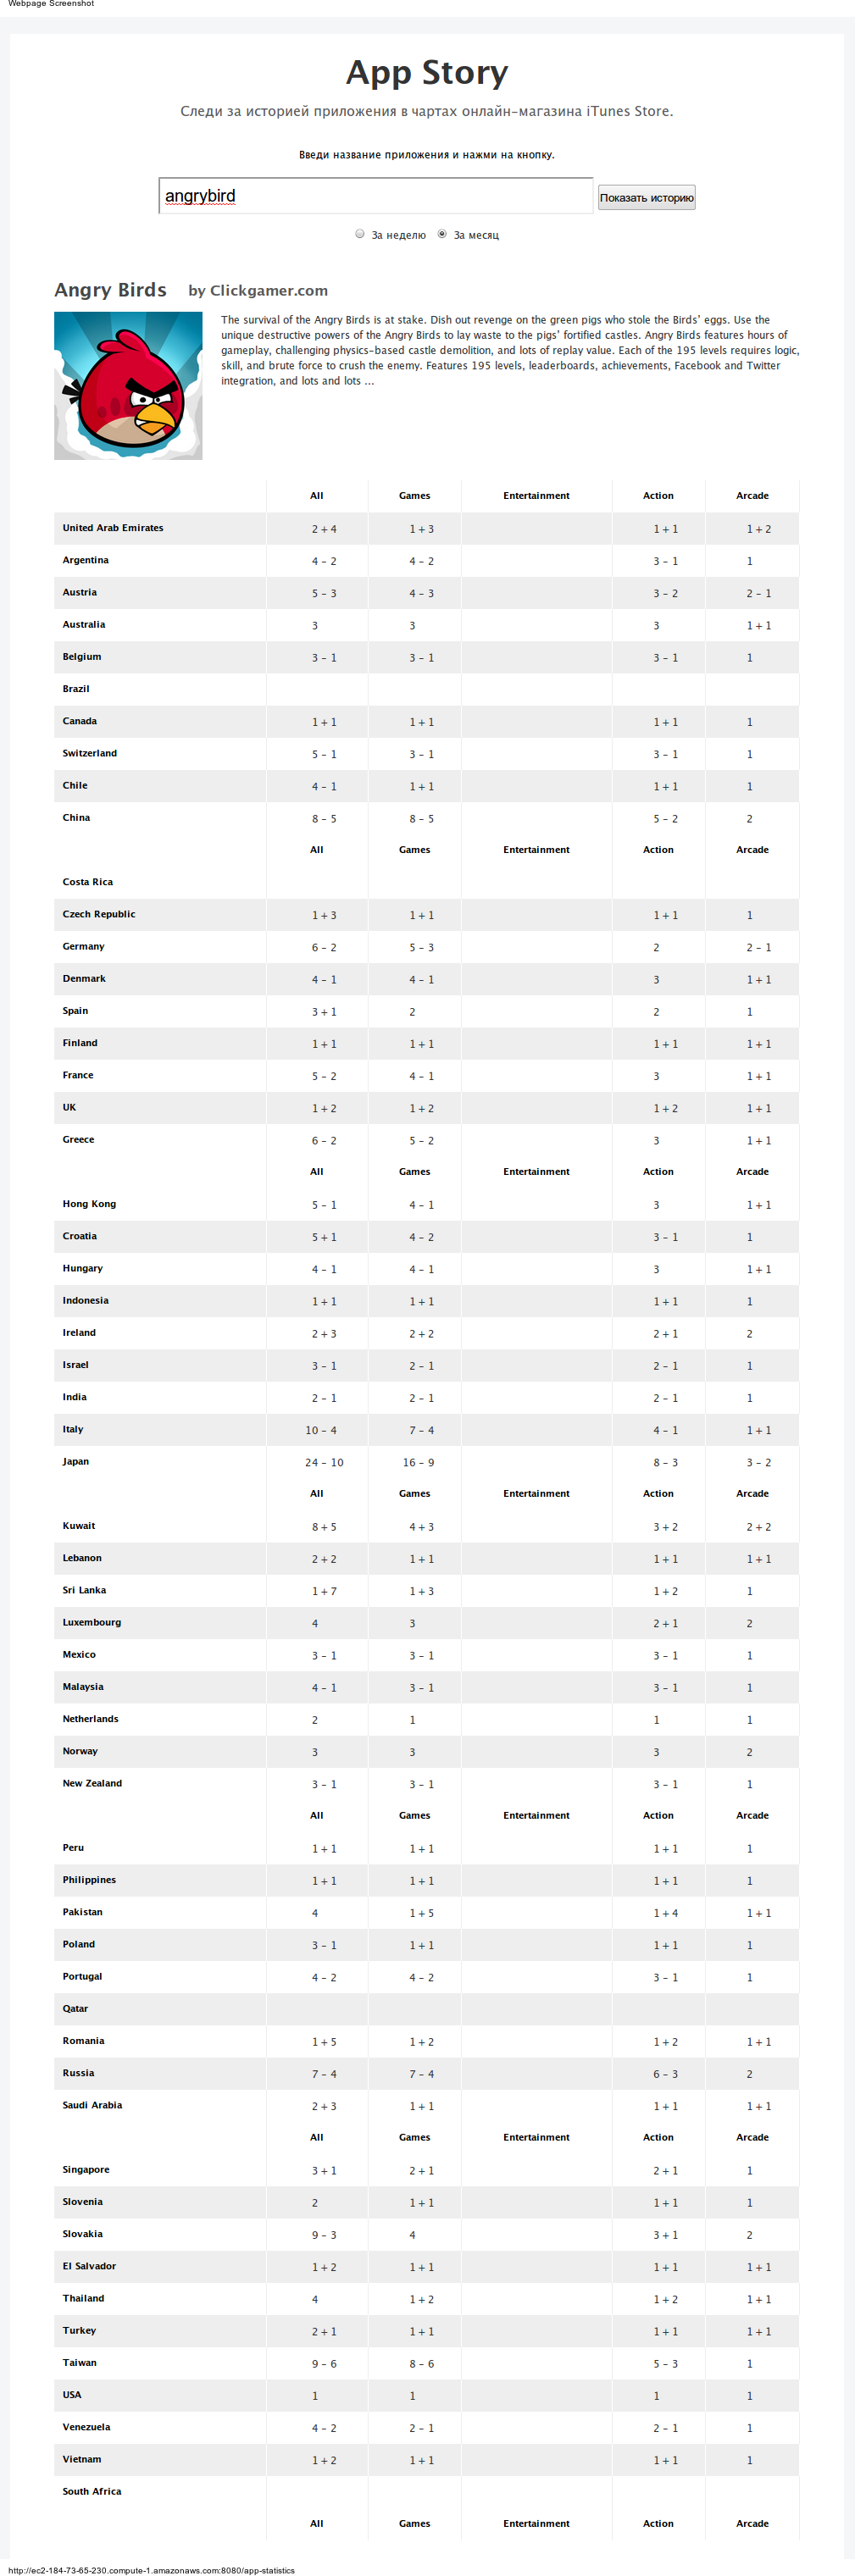 Webpage Screenshot
App Story
Следи за историей приложения в чартах онлайн-магазина iTunes Store.
Введи название приложения и нажми на кнопку.
angrybird Показать историю
За неделю За месяц
Angry Birds by Clickgamer.com
The survival of the Angry Birds is at stake. Dish out revenge on the green pigs who stole the Birds' eggs. Use the
unique destructive powers of the Angry Birds to lay waste to the pigs' fortified castles. Angry Birds features hours of
gameplay, challenging physics-based castle demolition, and lots of replay value. Each of the 195 levels requires logic,
skill, and brute force to crush the enemy. Features 195 levels, leaderboards, achievements, Facebook and Twitter
integration, and lots and lots ...
All Games Entertainment Action Arcade
United Arab Emirates 2 + 4 1 + 3 1 + 1 1 + 2
Argentina 4 - 2 4 - 2 3 - 1 1
Austria 5 - 3 4 - 3 3 - 2 2 - 1
Australia 3 3 3 1 + 1
Belgium 3 - 1 3 - 1 3 - 1 1
Brazil
Canada 1 + 1 1 + 1 1 + 1 1
Switzerland 5 - 1 3 - 1 3 - 1 1
Chile 4 - 1 1 + 1 1 + 1 1
China 8 - 5 8 - 5 5 - 2 2
All Games Entertainment Action Arcade
Costa Rica
Czech Republic 1 + 3 1 + 1 1 + 1 1
Germany 6 - 2 5 - 3 2 2 - 1
Denmark 4 - 1 4 - 1 3 1 + 1
Spain 3 + 1 2 2 1
Finland 1 + 1 1 + 1 1 + 1 1 + 1
France 5 - 2 4 - 1 3 1 + 1
UK 1 + 2 1 + 2 1 + 2 1 + 1
Greece 6 - 2 5 - 2 3 1 + 1
All Games Entertainment Action Arcade
Hong Kong 5 - 1 4 - 1 3 1 + 1
Croatia 5 + 1 4 - 2 3 - 1 1
Hungary 4 - 1 4 - 1 3 1 + 1
Indonesia 1 + 1 1 + 1 1 + 1 1
Ireland 2 + 3 2 + 2 2 + 1 2
Israel 3 - 1 2 - 1 2 - 1 1
India 2 - 1 2 - 1 2 - 1 1
Italy 10 - 4 7 - 4 4 - 1 1 + 1
Japan 24 - 10 16 - 9 8 - 3 3 - 2
All Games Entertainment Action Arcade
Kuwait 8 + 5 4 + 3 3 + 2 2 + 2
Lebanon 2 + 2 1 + 1 1 + 1 1 + 1
Sri Lanka 1 + 7 1 + 3 1 + 2 1
Luxembourg 4 3 2 + 1 2
Mexico 3 - 1 3 - 1 3 - 1 1
Malaysia 4 - 1 3 - 1 3 - 1 1
Netherlands 2 1 1 1
Norway 3 3 3 2
New Zealand 3 - 1 3 - 1 3 - 1 1
All Games Entertainment Action Arcade
Peru 1 + 1 1 + 1 1 + 1 1
Philippines 1 + 1 1 + 1 1 + 1 1
Pakistan 4 1 + 5 1 + 4 1 + 1
Poland 3 - 1 1 + 1 1 + 1 1
Portugal 4 - 2 4 - 2 3 - 1 1
Qatar
Romania 1 + 5 1 + 2 1 + 2 1 + 1
Russia 7 - 4 7 - 4 6 - 3 2
Saudi Arabia 2 + 3 1 + 1 1 + 1 1 + 1
All Games Entertainment Action Arcade
Singapore 3 + 1 2 + 1 2 + 1 1
Slovenia 2 1 + 1 1 + 1 1
Slovakia 9 - 3 4 3 + 1 2
El Salvador 1 + 2 1 + 1 1 + 1 1 + 1
Thailand 4 1 + 2 1 + 2 1 + 1
Turkey 2 + 1 1 + 1 1 + 1 1 + 1
Taiwan 9 - 6 8 - 6 5 - 3 1
USA 1 1 1 1
Venezuela 4 - 2 2 - 1 2 - 1 1
Vietnam 1 + 2 1 + 1 1 + 1 1
South Africa
All Games Entertainment Action Arcade
http://ec2-184-73-65-230.compute-1.amazonaws.com:8080/app-statistics